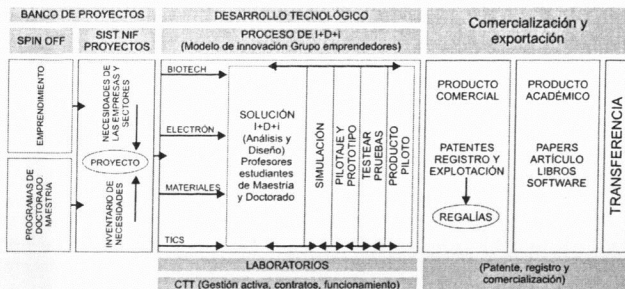 BANCO DE PROYECTOS
DESARROLLO TECNOLÓGICO
Comercialización y
exportación
SPIN OFF
SIST NIF
PROYECTOS
PROCESO DE I+D+i
(Modelo de innovación Grupo emprendedores)
EMPRENDIMIENTO
PROGRAMAS DE
DOCTORADO.
MAESTRÍA
NECESIDADES DE
LAS EMPRESAS Y
SECTORES
PROYECTO
INVENTARIO DE
NECESIDADES
BIOTECH
ELECTRÓN
MATERIALES
TICS
SOLUCIÓN
I+D+i
(Análisis y
Diseño)
Profesores
estudiantes
de Maestría
y Doctorado
SIMULACIÓN
PILOTAJE Y
PROTOTIPO
TESTEAR
PRUEBAS
PRODUCTO
PILOTO
PRODUCTO
COMERCIAL
PATENTES
REGISTRO Y
EXPLOTACIÓN
REGALÍAS
PRODUCTO
ACADÉMICO
PAPERS
ARTÍCULO
LIBROS
SOFTWARE
TRANSFERENCIA
LABORATORIOS
CTT (Gestión activa, contratos, funcionamiento)
(Patente, registro y
comercialización)